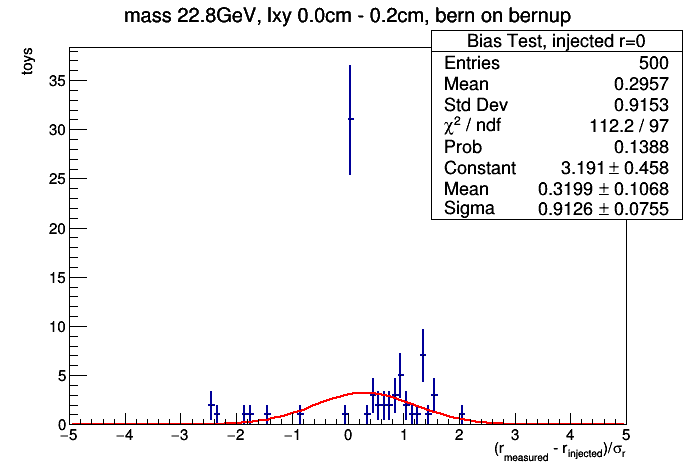 mass 22.8GeV, lxy 0.0cm - 0.2cm, bern on bernup
Bias Test, injected r=0
Entries 500
Mean 0.2957
Std Dev 0.9153
χ² / ndf 112.2 / 97
Prob 0.1388
Constant 3.191 ± 0.458
Mean 0.3199 ± 0.1068
Sigma 0.9126 ± 0.0755
toys
35
30
25
20
15
10
5
0
−5 −4 −3 −2 −1 0 1 2 3 4 5
(r_measured - r_injected)/σ_r